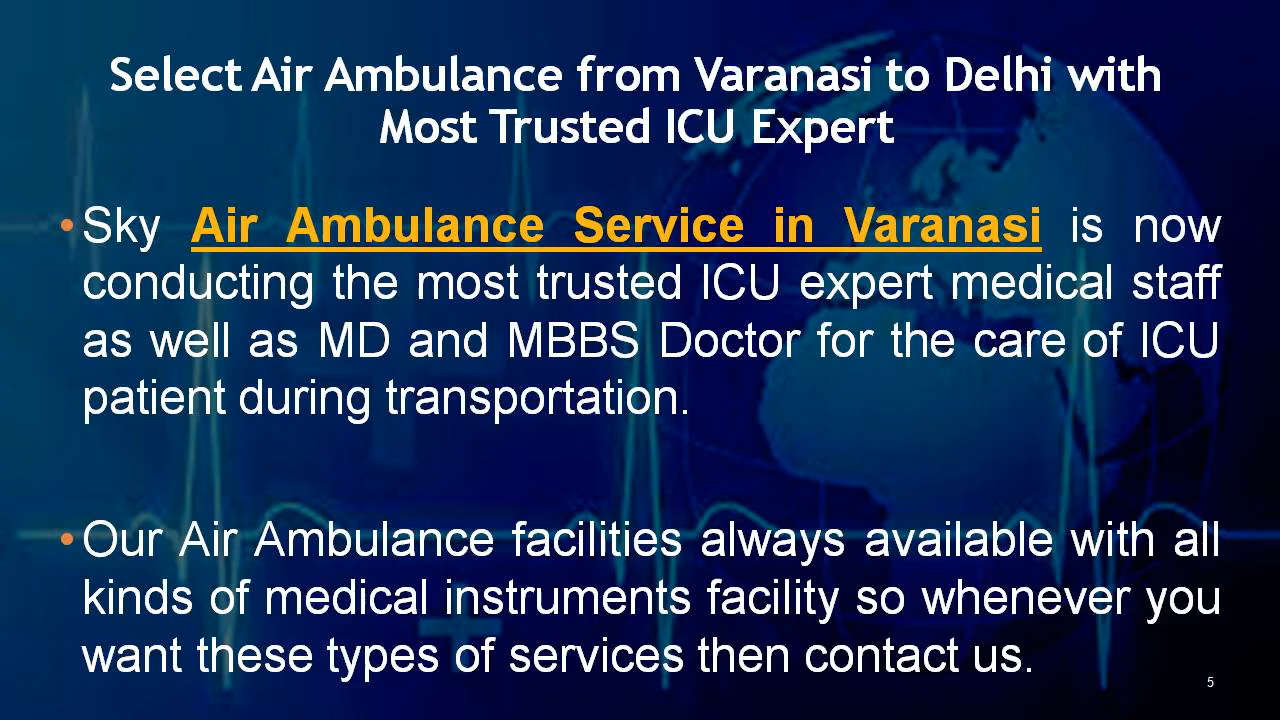 Select Air Ambulance from Varanasi to Delhi with
Most Trusted ICU Expert
• Sky Air Ambulance Service in Varanasi is now
conducting the most trusted ICU expert medical staff
as well as MD and MBBS Doctor for the care of ICU
patient during transportation.
• Our Air Ambulance facilities always available with all
kinds of medical instruments facility so whenever you
want these types of services then contact us.
5